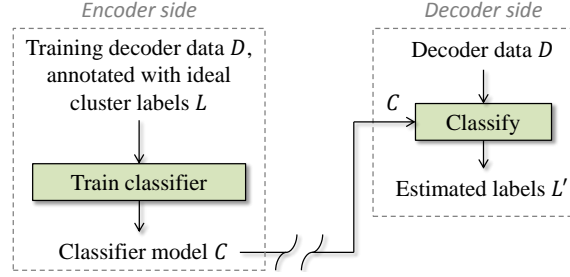 Encoder side
Training decoder data D,
annotated with ideal
cluster labels L
Train classifier
Classifier model C
Decoder side
Decoder data D
C
Classify
Estimated labels L′